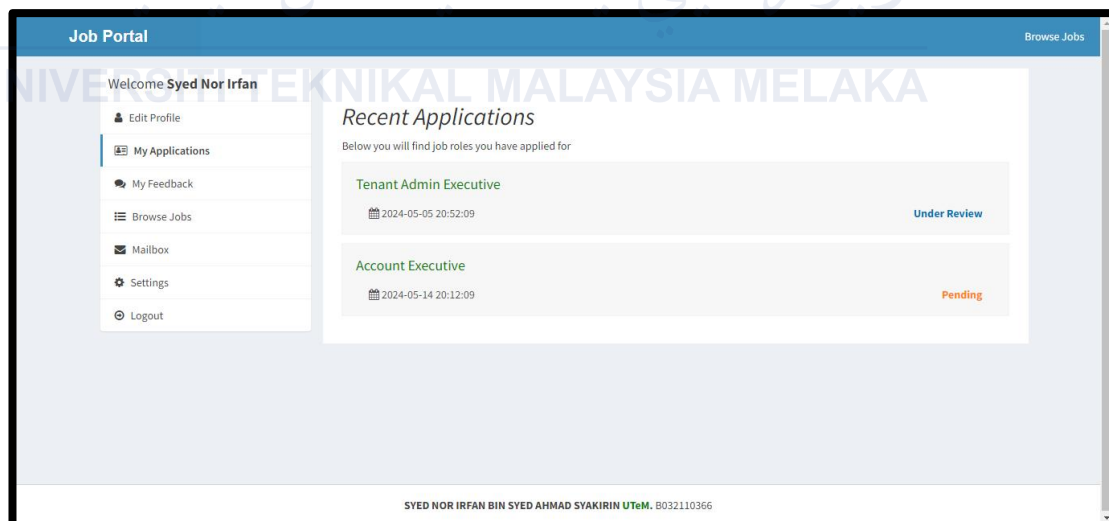 Job Portal
Browse Jobs
UNIVERSITI TEKNIKAL MALAYSIA MELAKA
Welcome Syed Nor Irfan
Edit Profile
My Applications
My Feedback
Browse Jobs
Mailbox
Settings
Logout
Recent Applications
Below you will find job roles you have applied for
Tenant Admin Executive
2024-05-05 20:52:09
Under Review
Account Executive
2024-05-14 20:12:09
Pending
SYED NOR IRFAN BIN SYED AHMAD SYAKIRIN UTeM. B032110366